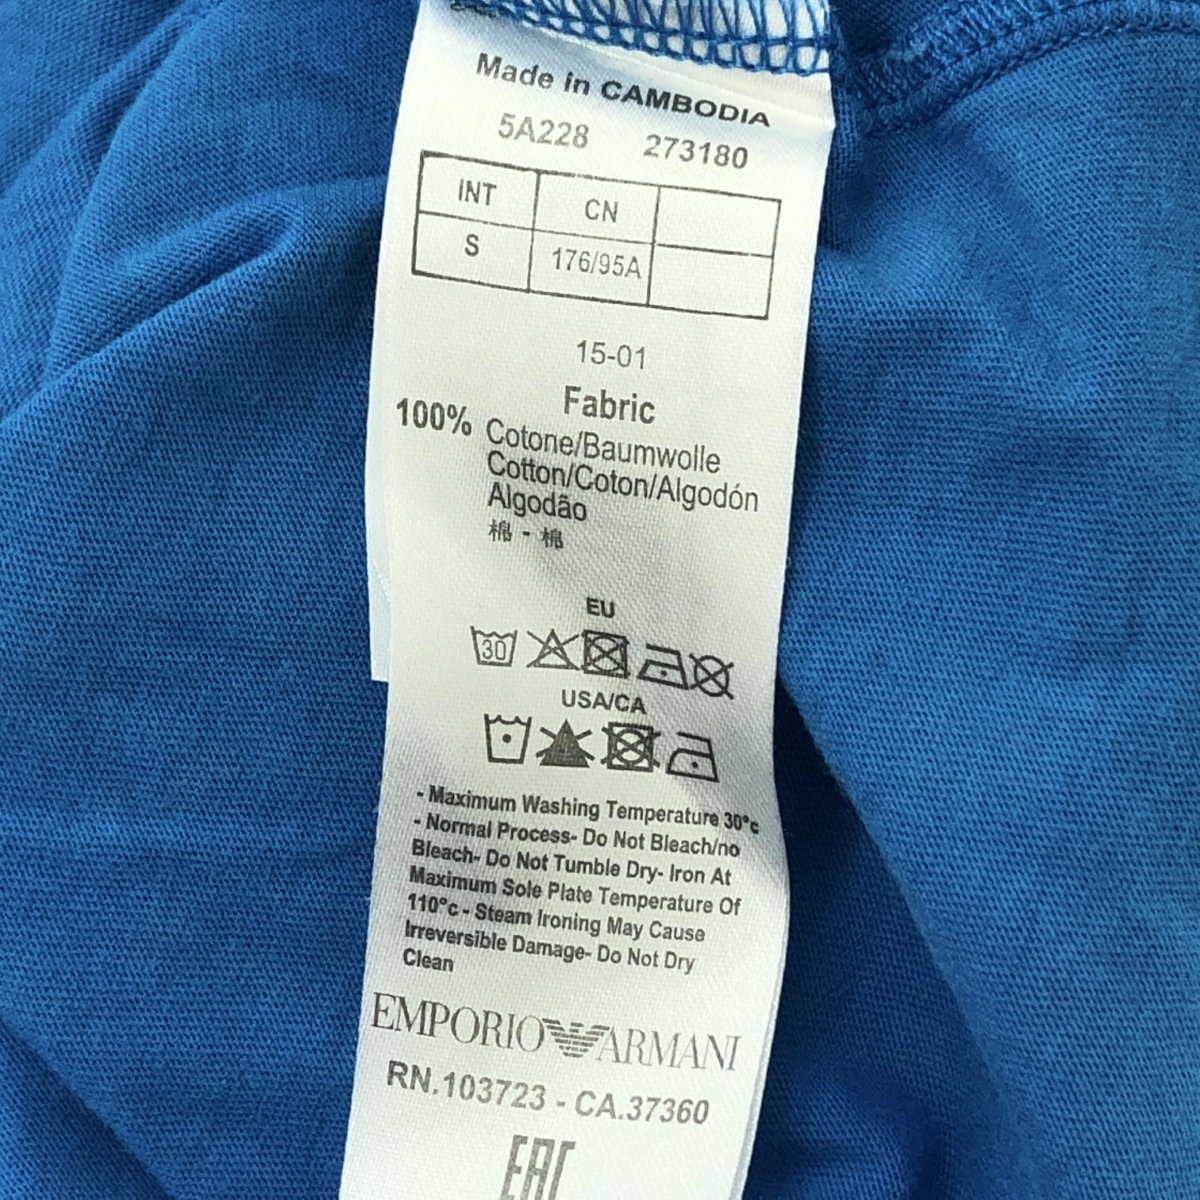 Made in CAMBODIA
5A228 273180
INT CN
S 176/95A
15-01
Fabric
100% Cotone/Baumwolle
Cotton/Coton/Algodón
Algodão
棉 - 棉
EU
30
USA/CA
- Maximum Washing Temperature 30°c
- Normal Process- Do Not Bleach/no
Bleach- Do Not Tumble Dry- Iron At
Maximum Sole Plate Temperature Of
110°c - Steam Ironing May Cause
Irreversible Damage- Do Not Dry
Clean
EMPORIO ARMANI
RN.103723 - CA.37360
EAC